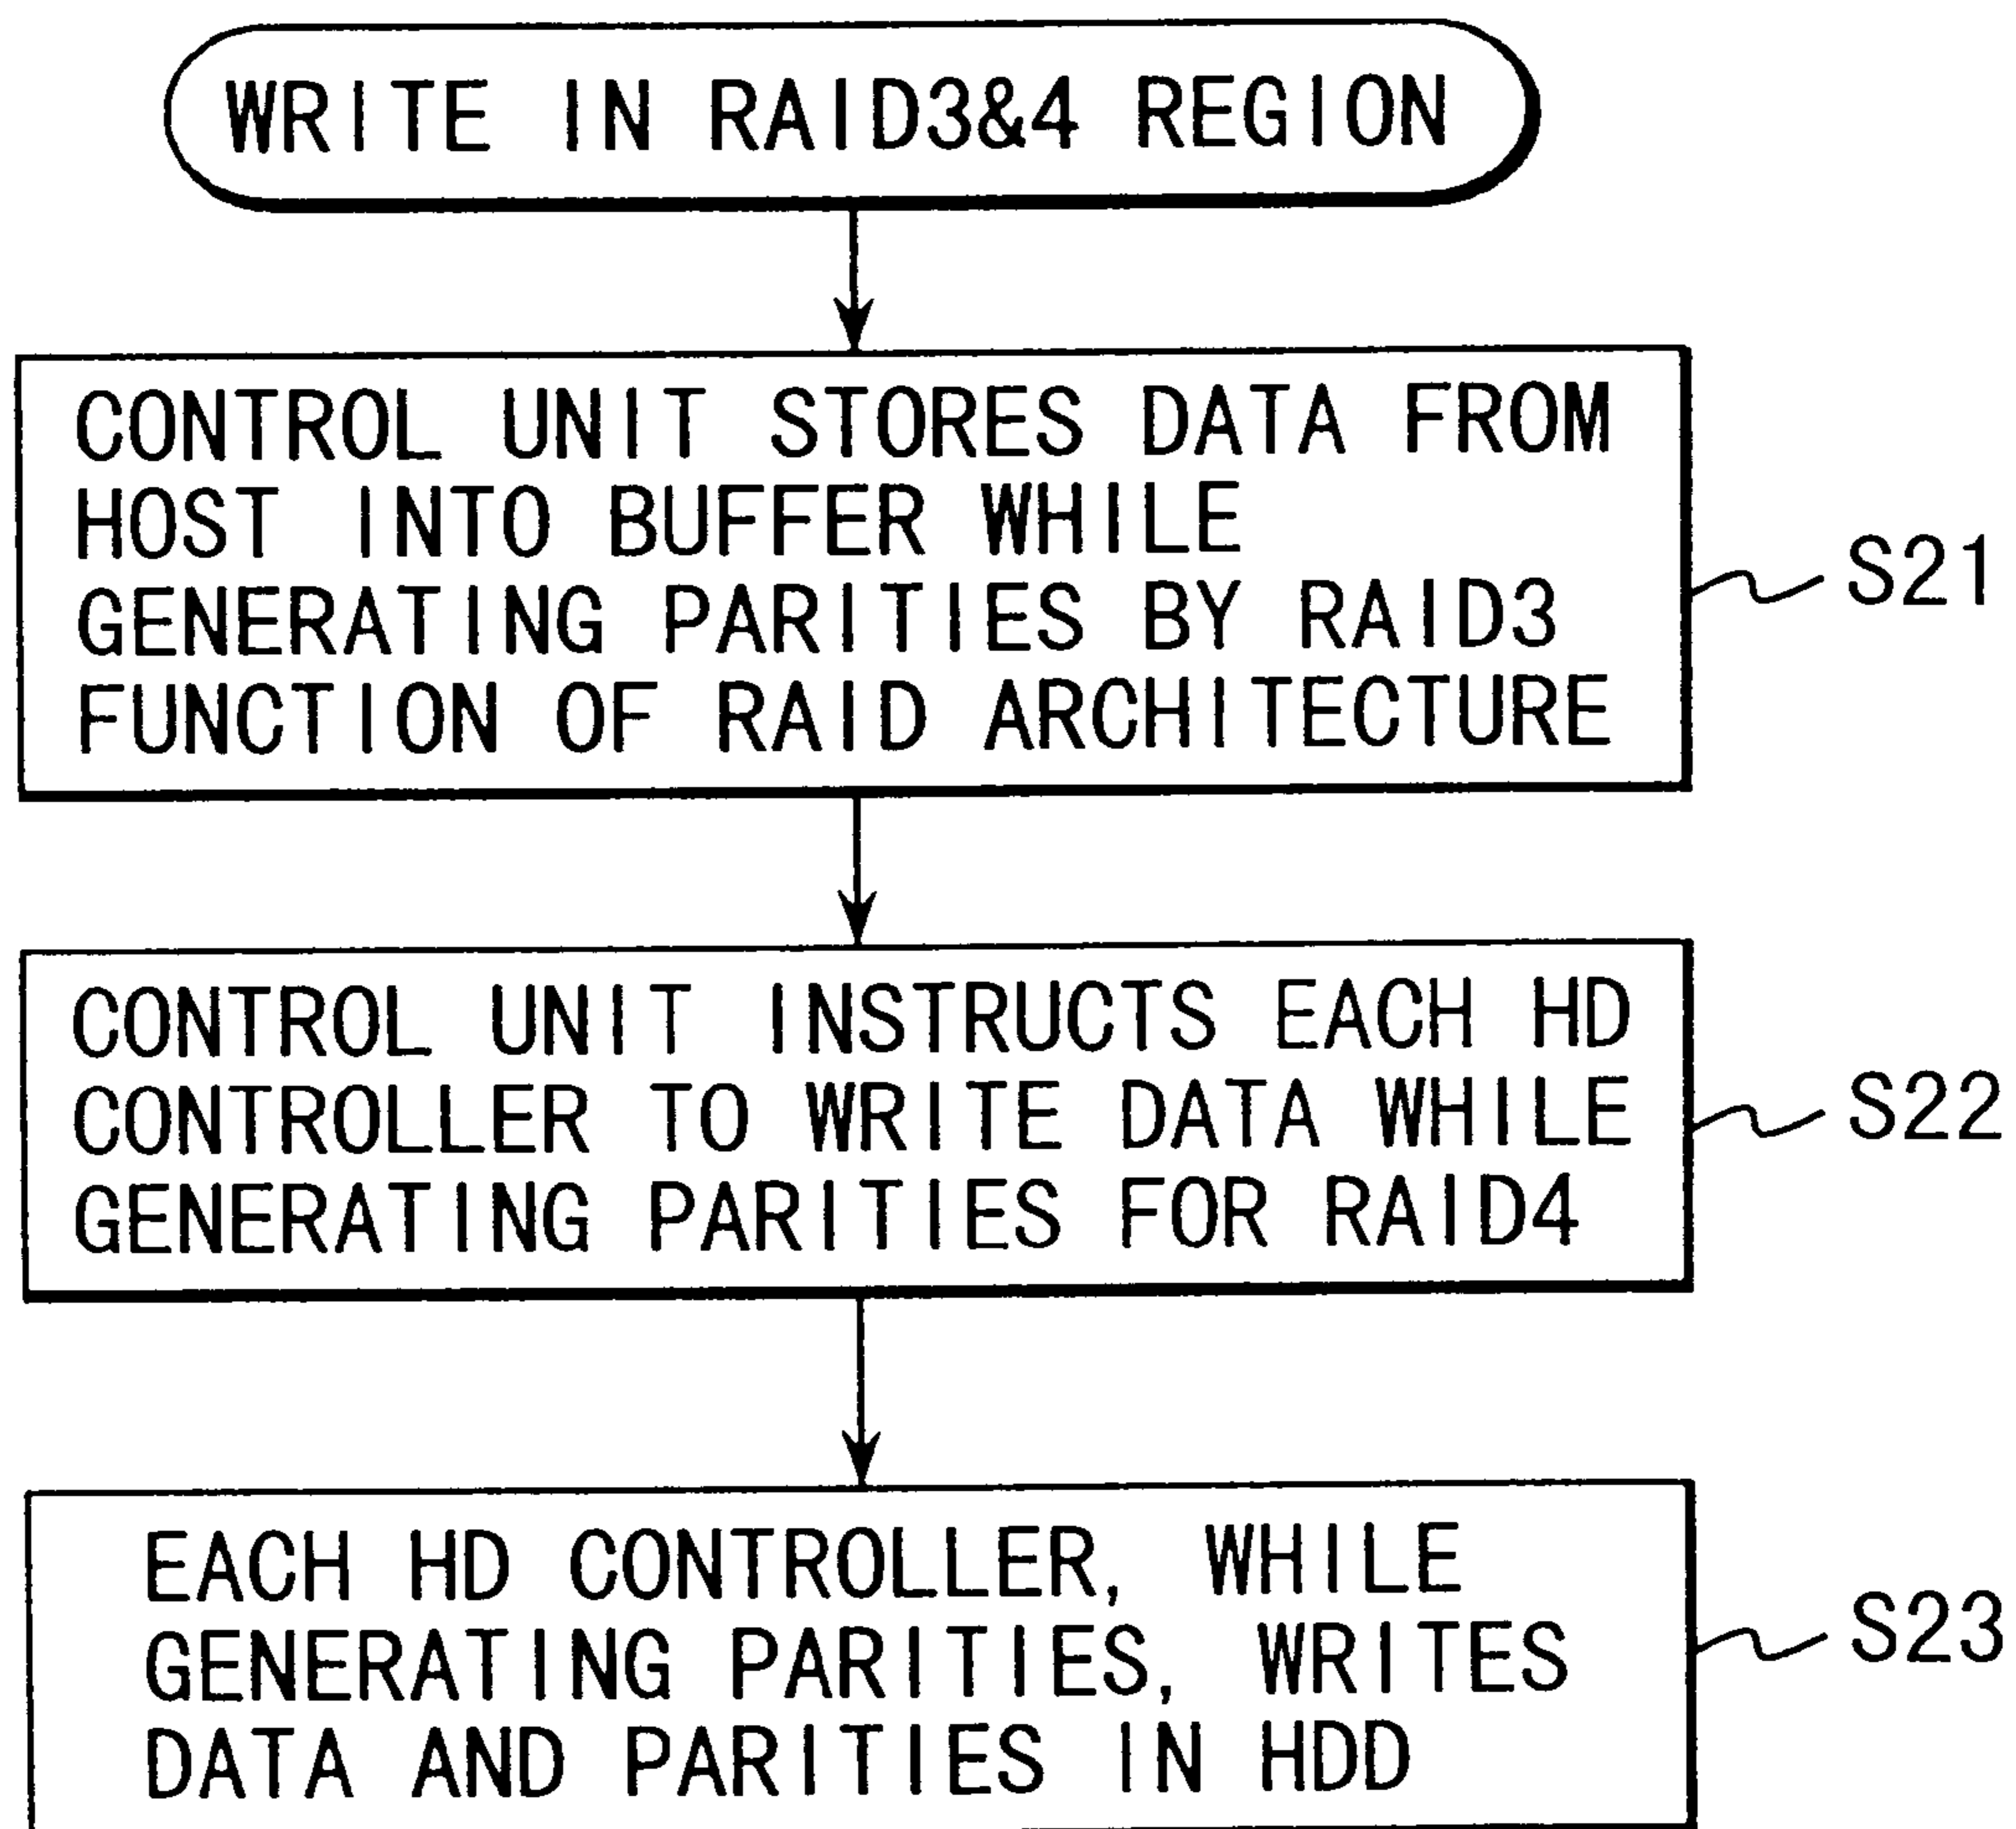 WRITE IN RAID3&4 REGION
CONTROL UNIT STORES DATA FROM
HOST INTO BUFFER WHILE
GENERATING PARITIES BY RAID3
FUNCTION OF RAID ARCHITECTURE
S21
CONTROL UNIT INSTRUCTS EACH HD
CONTROLLER TO WRITE DATA WHILE
GENERATING PARITIES FOR RAID4
S22
EACH HD CONTROLLER, WHILE
GENERATING PARITIES, WRITES
DATA AND PARITIES IN HDD
S23